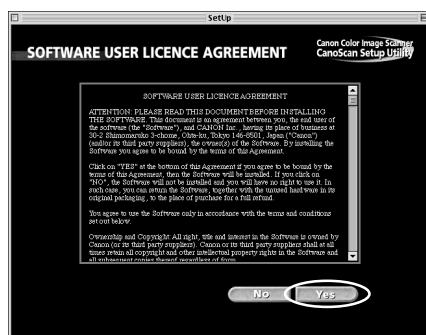 SetUp
SOFTWARE USER LICENCE AGREEMENT
Canon Color Image Scanner
CanoScan Setup Utility
SOFTWARE USER LICENCE AGREEMENT
ATTENTION: PLEASE READ THIS DOCUMENT BEFORE INSTALLING
THE SOFTWARE. This document is an agreement between you, the end user of
the software (the "Software"), and CANON Inc., having its place of business at
30-2 Shimomaruko 3-chome, Ohta-ku, Tokyo 146-8501, Japan ("Canon")
(and/or its third party suppliers), the owner(s) of the Software. By installing the
Software you agree to be bound by the terms of this Agreement.
Click on "YES" at the bottom of this Agreement if you agree to be bound by the
terms of this Agreement, then the Software will be installed. If you click on
"NO", the Software will not be installed and you will have no right to use it. In
such case, you can return the Software, together with the unused hardware in its
original packaging, to the place of purchase for a full refund.
You agree to use the Software only in accordance with the terms and conditions
set out below.
Ownership and Copyright: All right, title and interest in the Software is owned by
Canon (or its third party suppliers). Canon or its third party suppliers shall at all
times retain all copyright and other intellectual property rights in the Software and
all subsequent copies thereof regardless of form.
No
Yes